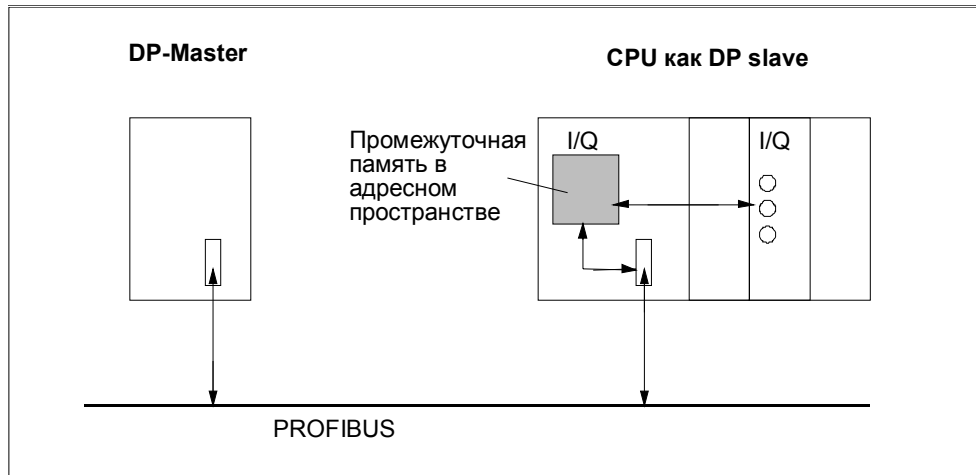 DP-Master
CPU как DP slave
Промежуточная
память в
адресном
пространстве
I/Q
I/Q
PROFIBUS